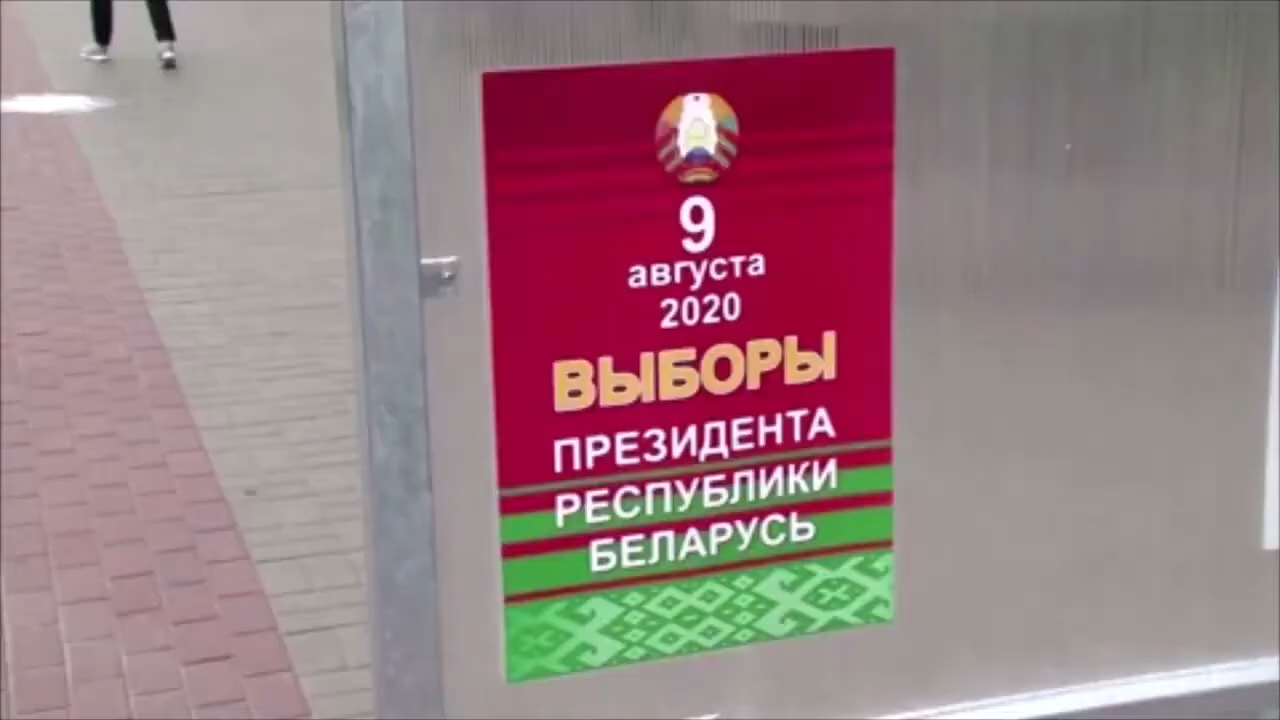 9
августа
2020
ВЫБОРЫ
ПРЕЗИДЕНТА
РЕСПУБЛИКИ
БЕЛАРУСЬ